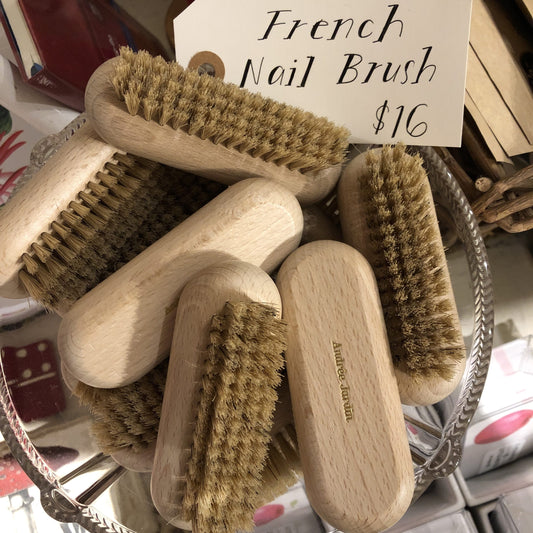 French
Nail Brush
$16
Andrée Jardin